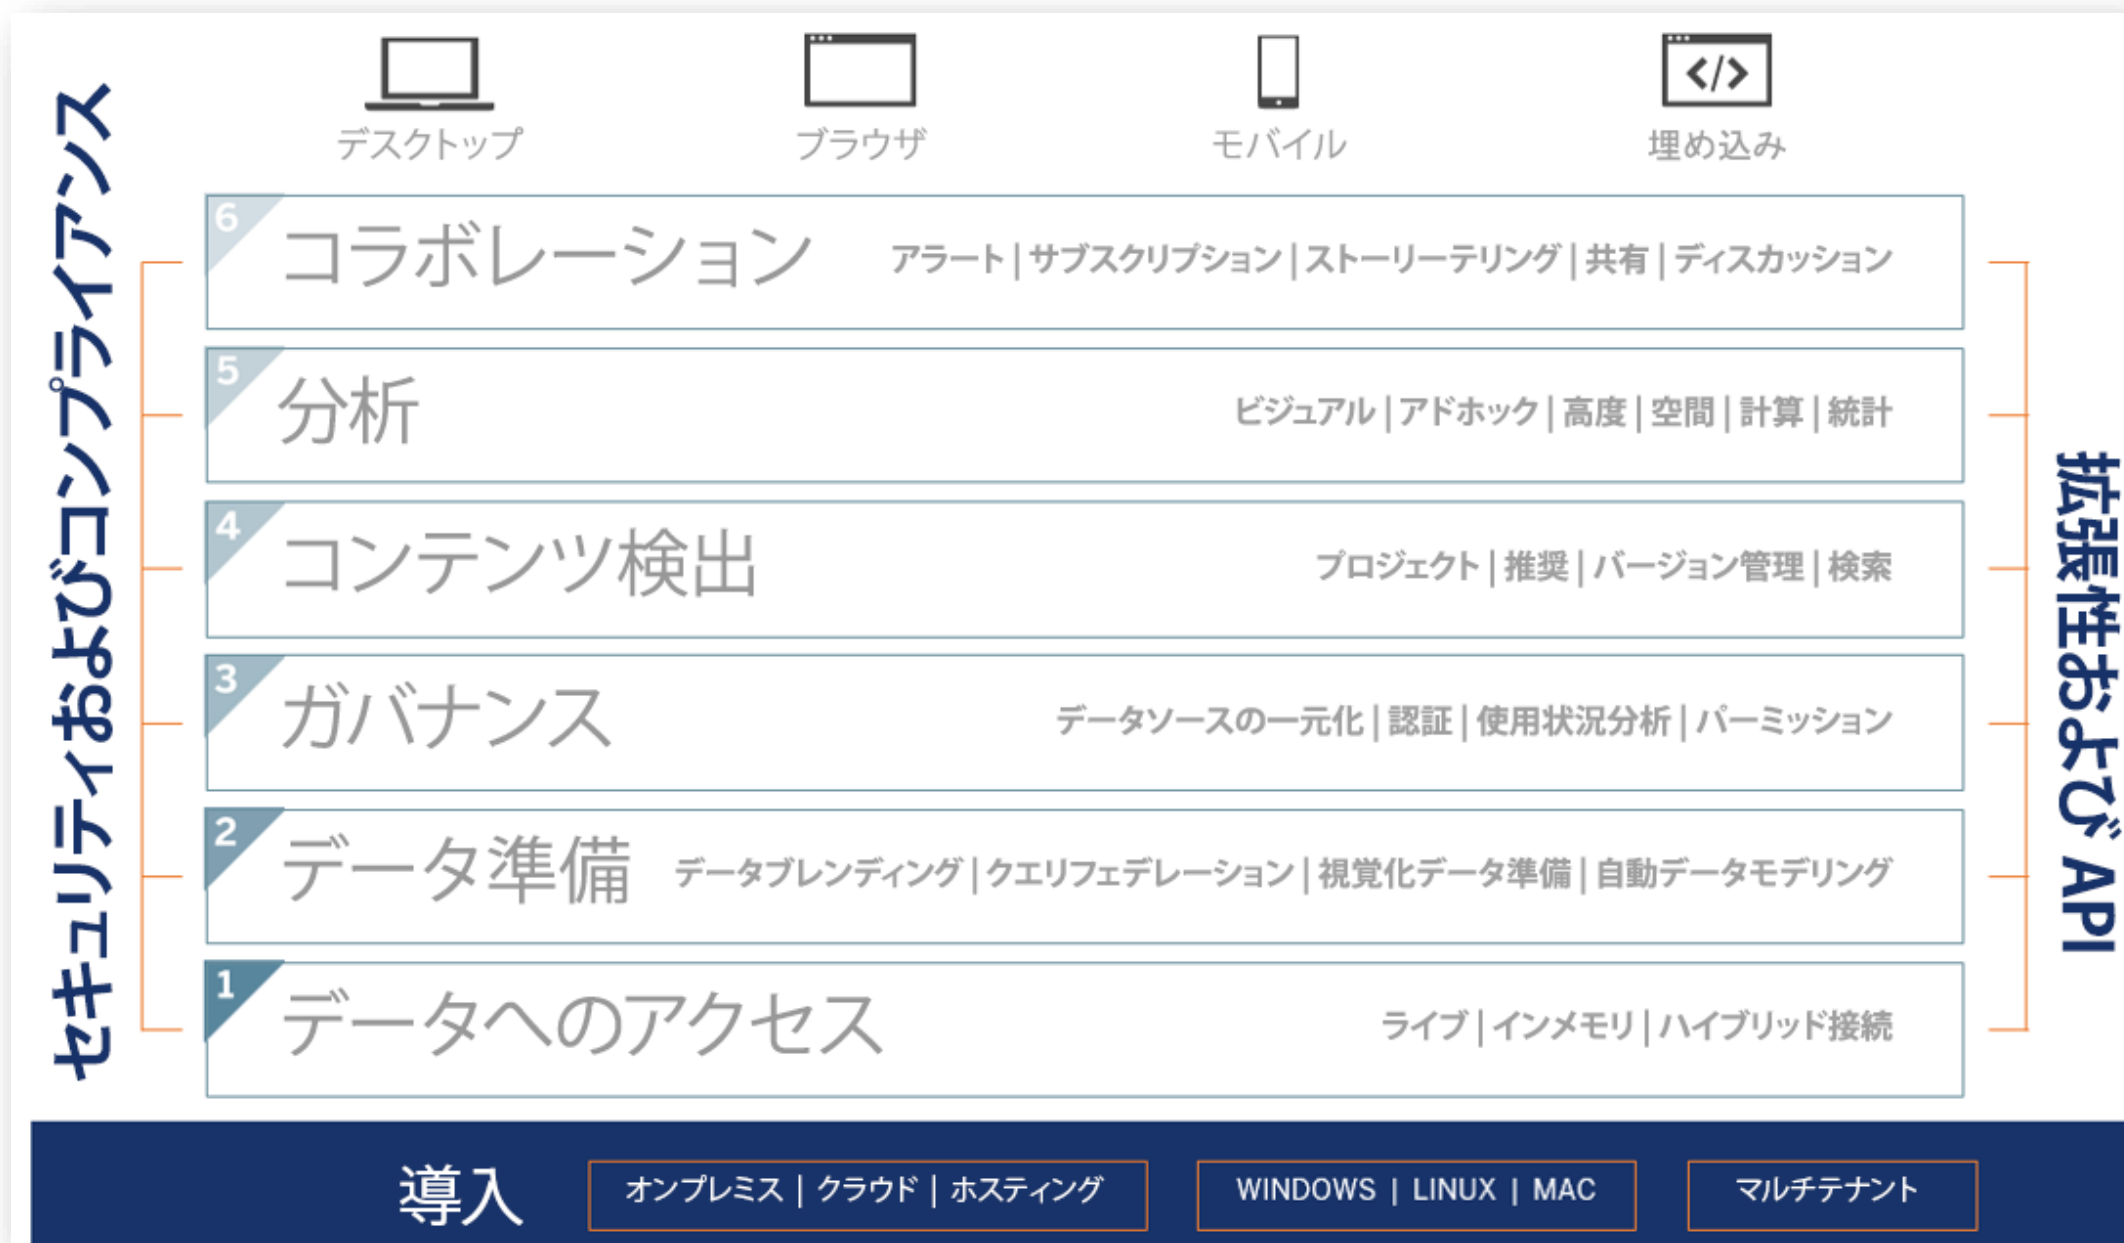 デスクトップ
ブラウザ
モバイル
埋め込み
セキュリティおよびコンプライアンス
6
コラボレーション
アラート | サブスクリプション | ストーリーテリング | 共有 | ディスカッション
5
分析
ビジュアル | アドホック | 高度 | 空間 | 計算 | 統計
4
コンテンツ検出
プロジェクト | 推奨 | バージョン管理 | 検索
3
ガバナンス
データソースの一元化 | 認証 | 使用状況分析 | パーミッション
2
データ準備
データブレンディング | クエリフェデレーション | 視覚化データ準備 | 自動データモデリング
1
データへのアクセス
ライブ | インメモリ | ハイブリッド接続
拡張性および API
導入
オンプレミス | クラウド | ホスティング
WINDOWS | LINUX | MAC
マルチテナント